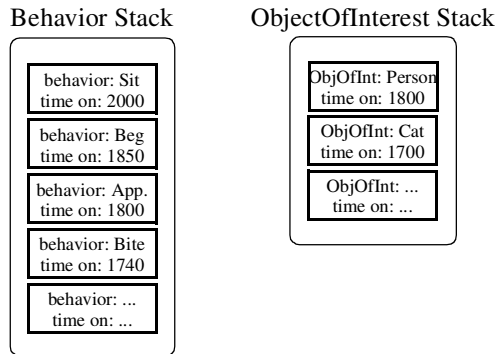 Behavior Stack
behavior: Sit
time on: 2000
behavior: Beg
time on: 1850
behavior: App.
time on: 1800
behavior: Bite
time on: 1740
behavior: ...
time on: ...
ObjectOfInterest Stack
ObjOfInt: Person
time on: 1800
ObjOfInt: Cat
time on: 1700
ObjOfInt: ...
time on: ...